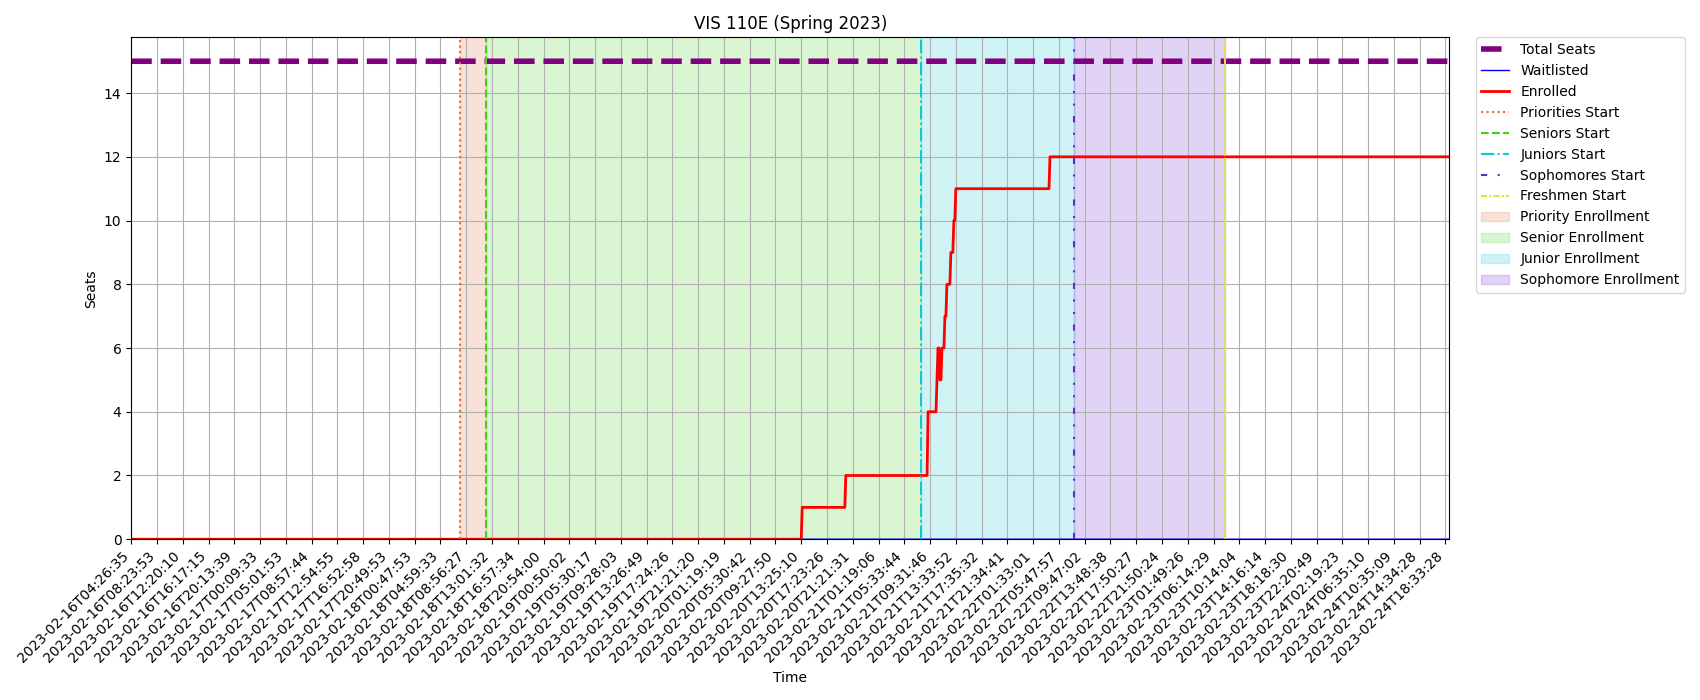 VIS 110E (Spring 2023)
Total Seats
Waitlisted
Enrolled
Priorities Start
Seniors Start
Juniors Start
Sophomores Start
Freshmen Start
Priority Enrollment
Senior Enrollment
Junior Enrollment
Sophomore Enrollment
Seats
14
12
10
8
6
4
2
0
2023-02-16T04:26:35
2023-02-16T08:23:53
2023-02-16T12:20:10
2023-02-16T16:17:15
2023-02-16T20:13:39
2023-02-17T00:09:33
2023-02-17T05:01:53
2023-02-17T08:57:44
2023-02-17T12:54:55
2023-02-17T16:52:58
2023-02-17T20:49:53
2023-02-18T00:47:53
2023-02-18T04:59:33
2023-02-18T08:56:27
2023-02-18T13:01:32
2023-02-18T16:57:34
2023-02-18T20:54:00
2023-02-19T00:50:02
2023-02-19T05:30:17
2023-02-19T09:28:03
2023-02-19T13:26:49
2023-02-19T17:24:26
2023-02-19T21:21:20
2023-02-20T01:19:19
2023-02-20T05:30:42
2023-02-20T09:27:50
2023-02-20T13:25:10
2023-02-20T17:23:26
2023-02-20T21:21:31
2023-02-21T01:19:06
2023-02-21T05:33:44
2023-02-21T09:31:46
2023-02-21T13:33:52
2023-02-21T17:35:32
2023-02-21T21:34:41
2023-02-22T01:33:01
2023-02-22T05:47:57
2023-02-22T09:47:02
2023-02-22T13:48:38
2023-02-22T17:50:27
2023-02-22T21:50:24
2023-02-23T01:49:26
2023-02-23T06:14:29
2023-02-23T10:14:04
2023-02-23T14:16:14
2023-02-23T18:18:30
2023-02-23T22:20:49
2023-02-24T02:19:23
2023-02-24T06:35:10
2023-02-24T10:35:09
2023-02-24T14:34:28
2023-02-24T18:33:28
Time